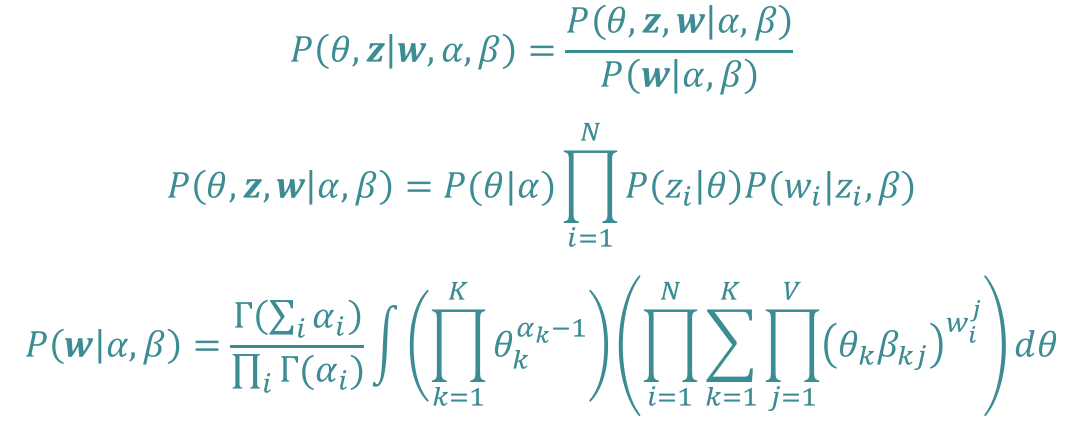 P(θ, z|w, α, β) = P(θ, z, w|α, β) / P(w|α, β)
P(θ, z, w|α, β) = P(θ|α) ∏_{i=1}^{N} P(z_i|θ)P(w_i|z_i, β)
P(w|α, β) = Γ(∑_i α_i) / ∏_i Γ(α_i) ∫ (∏_{k=1}^{K} θ_k^{α_k−1}) (∏_{i=1}^{N} ∑_{k=1}^{K} ∏_{j=1}^{V} (θ_k β_{kj})^{w_i^j}) dθ